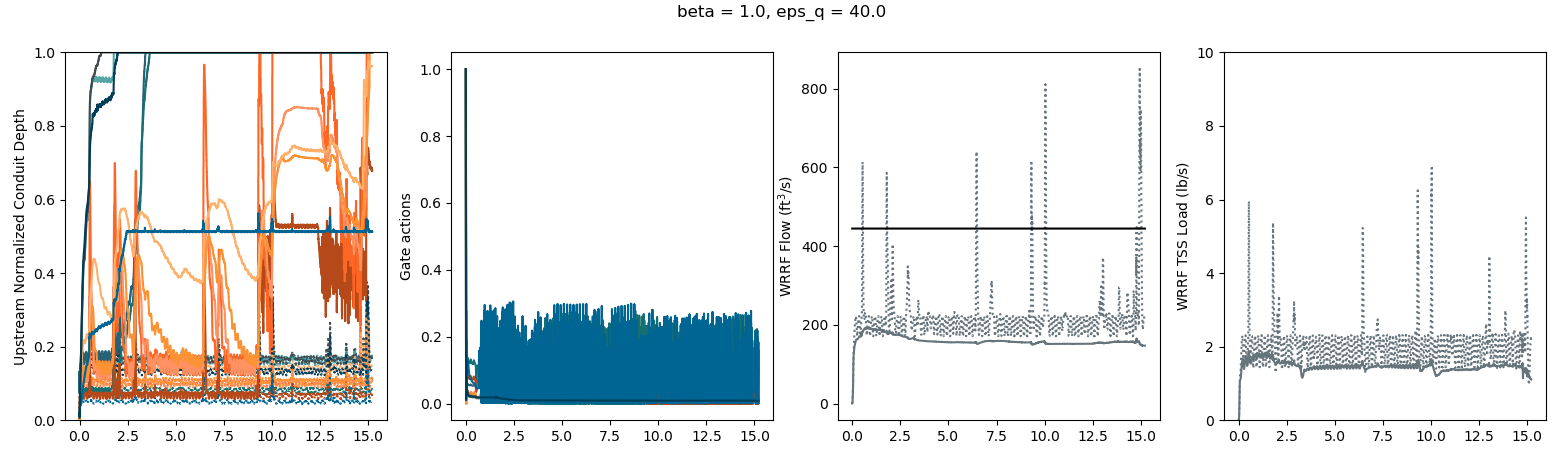 beta = 1.0, eps_q = 40.0
Upstream Normalized Conduit Depth
1.0
0.8
0.6
0.4
0.2
0.0
0.0 2.5 5.0 7.5 10.0 12.5 15.0
Gate actions
1.0
0.8
0.6
0.4
0.2
0.0
0.0 2.5 5.0 7.5 10.0 12.5 15.0
WRRF Flow (ft³/s)
800
600
400
200
0
0.0 2.5 5.0 7.5 10.0 12.5 15.0
WRRF TSS Load (lb/s)
10
8
6
4
2
0
0.0 2.5 5.0 7.5 10.0 12.5 15.0